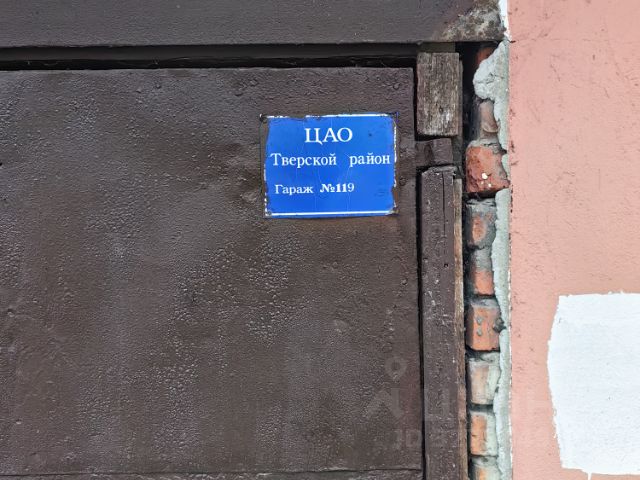 ЦАО
Тверской район
Гараж №119